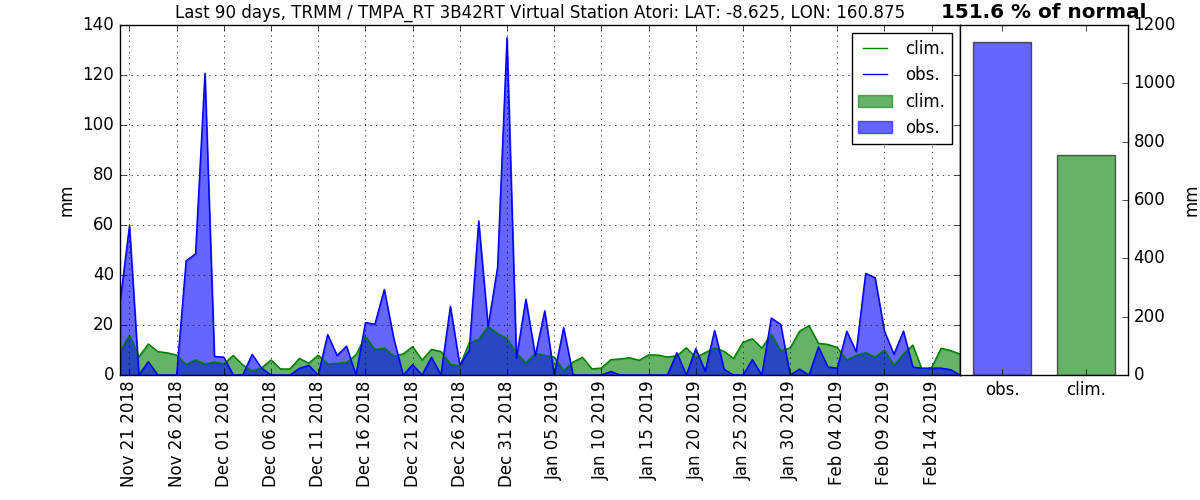 Last 90 days, TRMM / TMPA_RT 3B42RT Virtual Station Atori: LAT: -8.625, LON: 160.875
151.6 % of normal
140
120
100
80
60
40
20
0
mm
clim.
obs.
clim.
obs.
1200
1000
800
600
400
200
0
mm
obs.
clim.
Nov 21 2018
Nov 26 2018
Dec 01 2018
Dec 06 2018
Dec 11 2018
Dec 16 2018
Dec 21 2018
Dec 26 2018
Dec 31 2018
Jan 05 2019
Jan 10 2019
Jan 15 2019
Jan 20 2019
Jan 25 2019
Jan 30 2019
Feb 04 2019
Feb 09 2019
Feb 14 2019